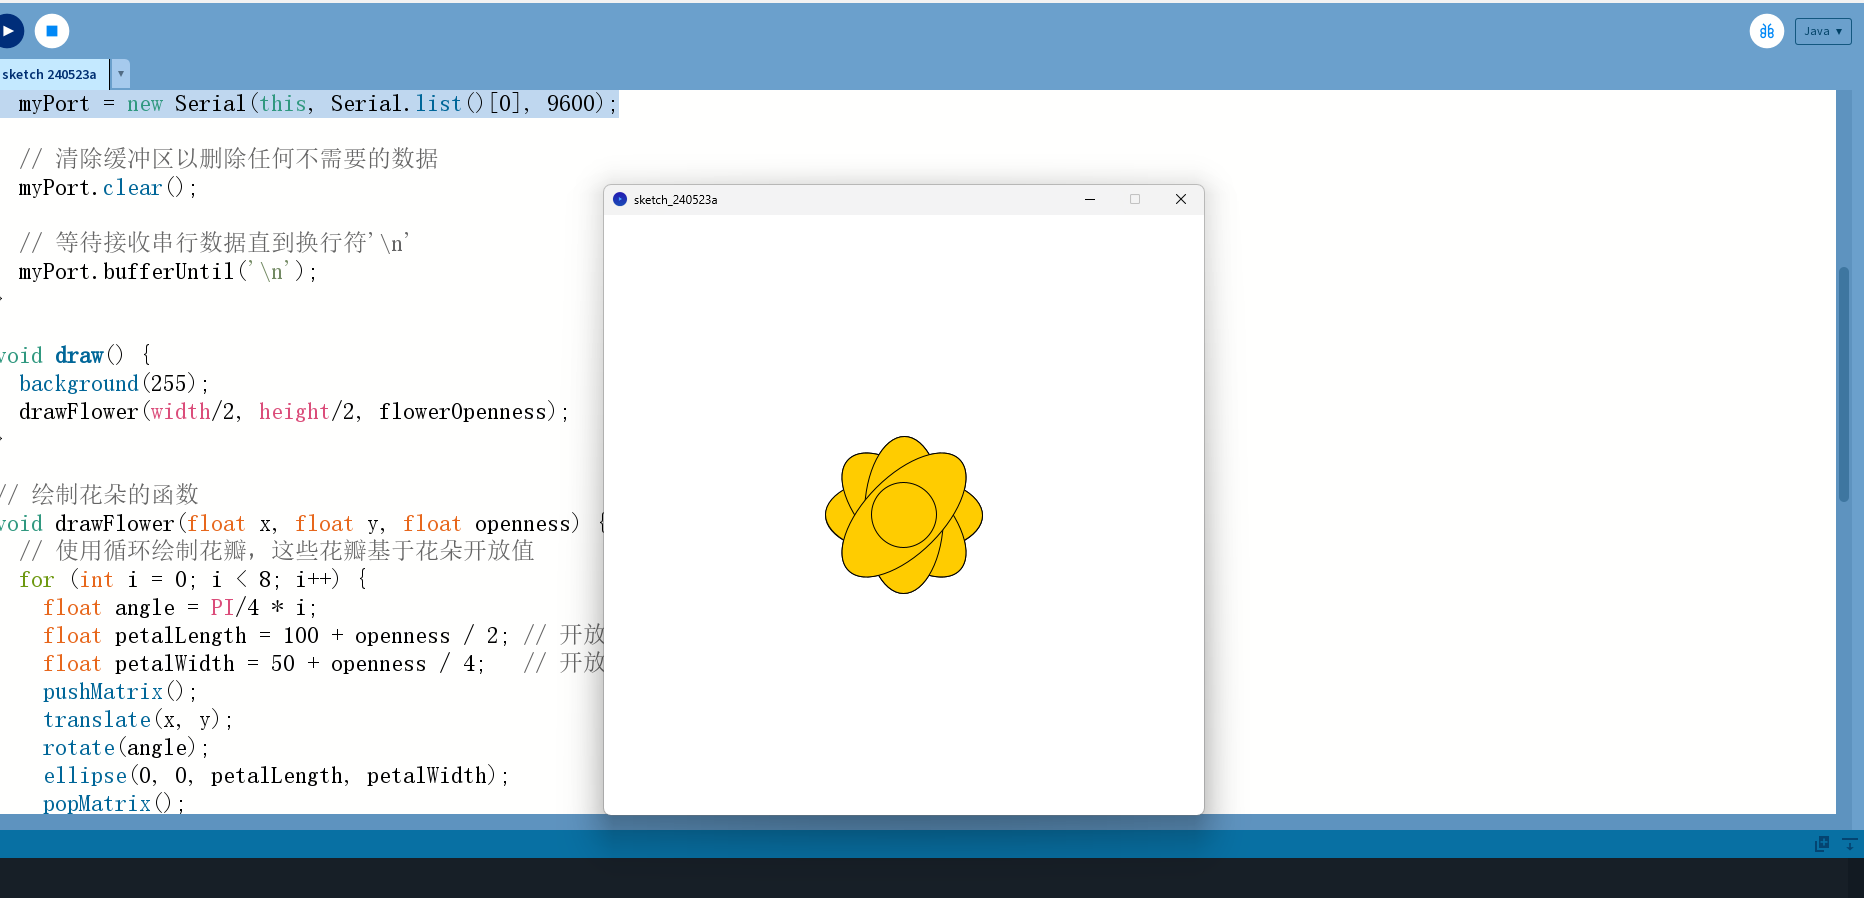 Java
sketch 240523a
myPort = new Serial(this, Serial.list()[0], 9600);
// 清除缓冲区以删除任何不需要的数据
myPort.clear();
// 等待接收串行数据直到换行符'\n'
myPort.bufferUntil('\n');
void draw() {
background(255);
drawFlower(width/2, height/2, flowerOpenness);
// 绘制花朵的函数
void drawFlower(float x, float y, float openness) {
// 使用循环绘制花瓣，这些花瓣基于花朵开放值
for (int i = 0; i < 8; i++) {
float angle = PI/4 * i;
float petalLength = 100 + openness / 2; // 开放
float petalWidth = 50 + openness / 4;   // 开放
pushMatrix();
translate(x, y);
rotate(angle);
ellipse(0, 0, petalLength, petalWidth);
popMatrix();
sketch_240523a